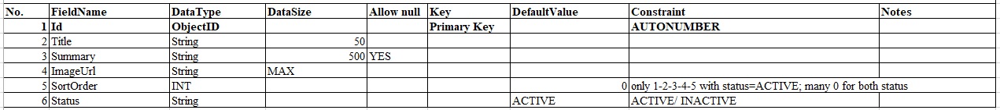 No. FieldName DataType DataSize Allow null Key DefaultValue Constraint Notes
1 Id ObjectID Primary Key AUTONUMBER
2 Title String 50
3 Summary String 500 YES
4 ImageUrl String MAX
5 SortOrder INT 0 only 1-2-3-4-5 with status=ACTIVE; many 0 for both status
6 Status String ACTIVE ACTIVE/ INACTIVE